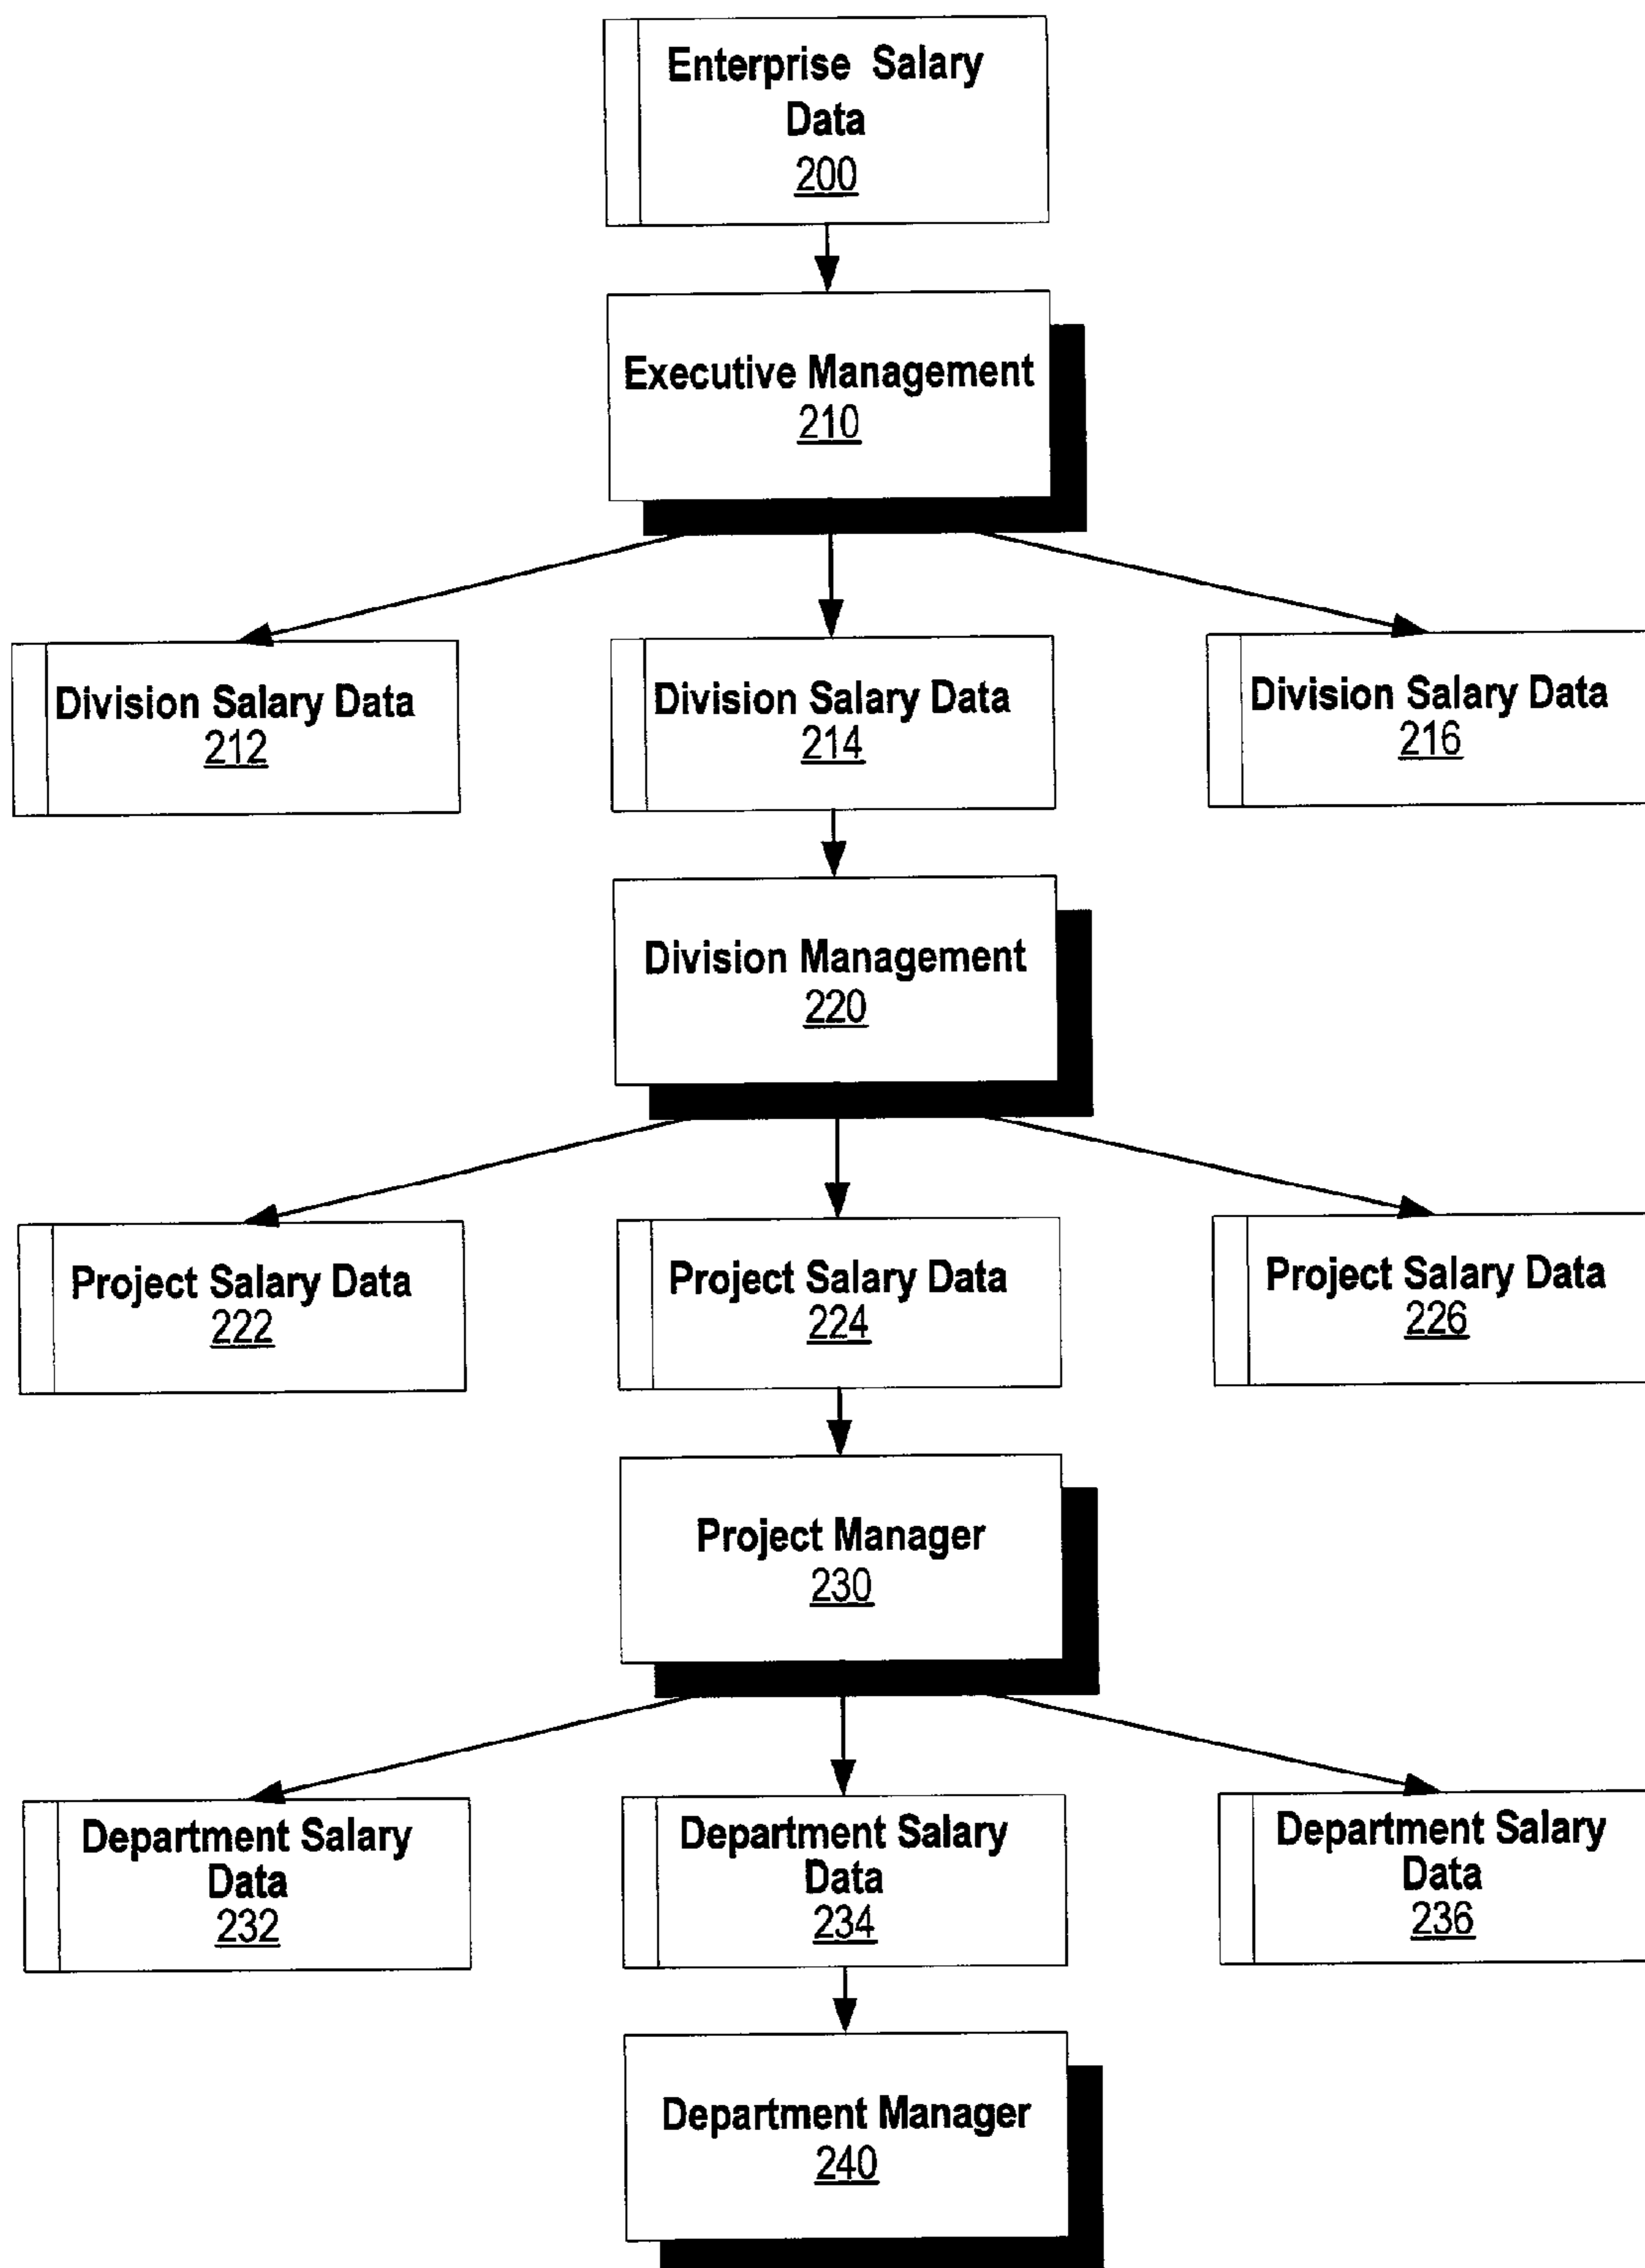 Enterprise Salary
Data
200
Executive Management
210
Division Salary Data
212
Division Salary Data
214
Division Salary Data
216
Division Management
220
Project Salary Data
222
Project Salary Data
224
Project Salary Data
226
Project Manager
230
Department Salary
Data
232
Department Salary
Data
234
Department Salary
Data
236
Department Manager
240